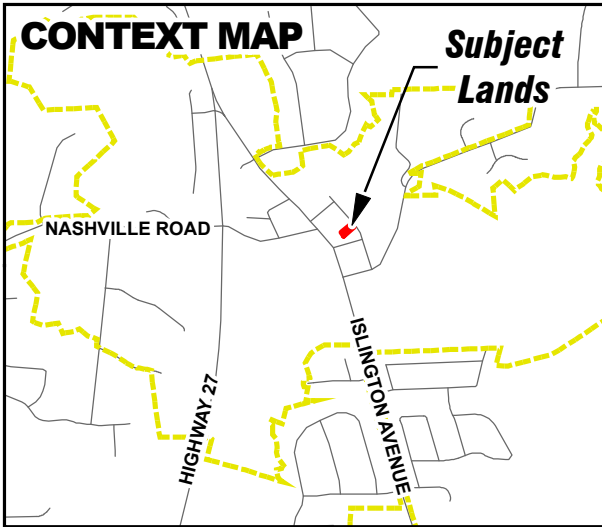 CONTEXT MAP
Subject
Lands
NASHVILLE ROAD
ISLINGTON AVENUE
HIGHWAY 27